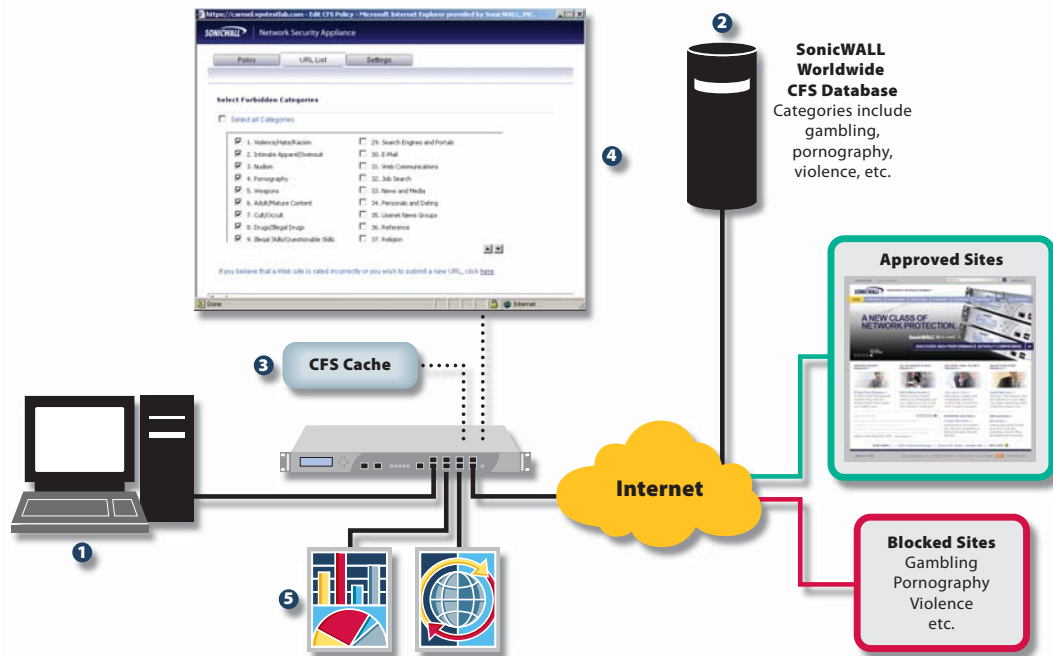 https://carmel.vpntestlab.com - Edit CFS Policy - Microsoft Internet Explorer provided by SonicWALL, INC.
SONICWALL
Network Security Appliance
Policy
URL List
Settings
Select Forbidden Categories
Select all Categories
1. Violence/Hate/Racism
2. Intimate Apparel/Swimsuit
3. Nudism
4. Pornography
5. Weapons
6. Adult/Mature Content
7. Cult/Occult
8. Drugs/Illegal Drugs
9. Illegal Skills/Questionable Skills
29. Search Engines and Portals
30. E-Mail
31. Web Communications
32. Job Search
33. News and Media
34. Personals and Dating
35. Usenet News Groups
36. Reference
37. Religion
If you believe that a Web site is rated incorrectly or you wish to submit a new URL, click here.
Done
Internet
4
2
SonicWALL
Worldwide
CFS Database
Categories include
gambling,
pornography,
violence, etc.
3
CFS Cache
1
5
Internet
Approved Sites
SONICWALL
A NEW CLASS OF
NETWORK PROTECTION.
SonicWALL
DISCOVER HIGH PERFORMANCE WITHOUT COMPROMISE
Blocked Sites
Gambling
Pornography
Violence
etc.